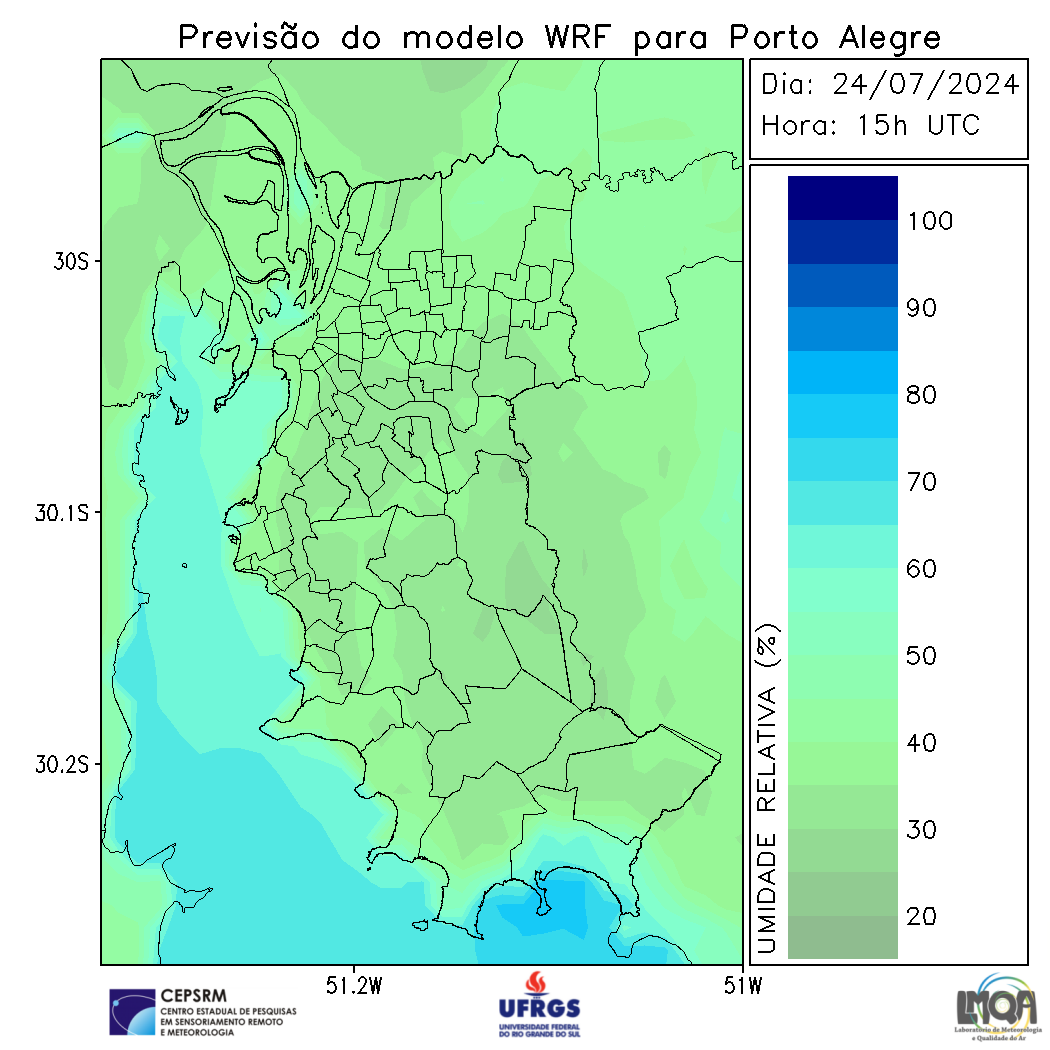 Previsão do modelo WRF para Porto Alegre
Dia: 24/07/2024
Hora: 15h UTC
100
90
80
70
60
50
40
30
20
UMIDADE RELATIVA (%)
30S
30.1S
30.2S
51.2W
51W
CEPSRM
CENTRO ESTADUAL DE PESQUISAS
EM SENSORIAMENTO REMOTO
E METEOROLOGIA
UFRGS
UNIVERSIDADE FEDERAL
DO RIO GRANDE DO SUL
LMQA
Laboratório de Meteorologia
e Qualidade do Ar